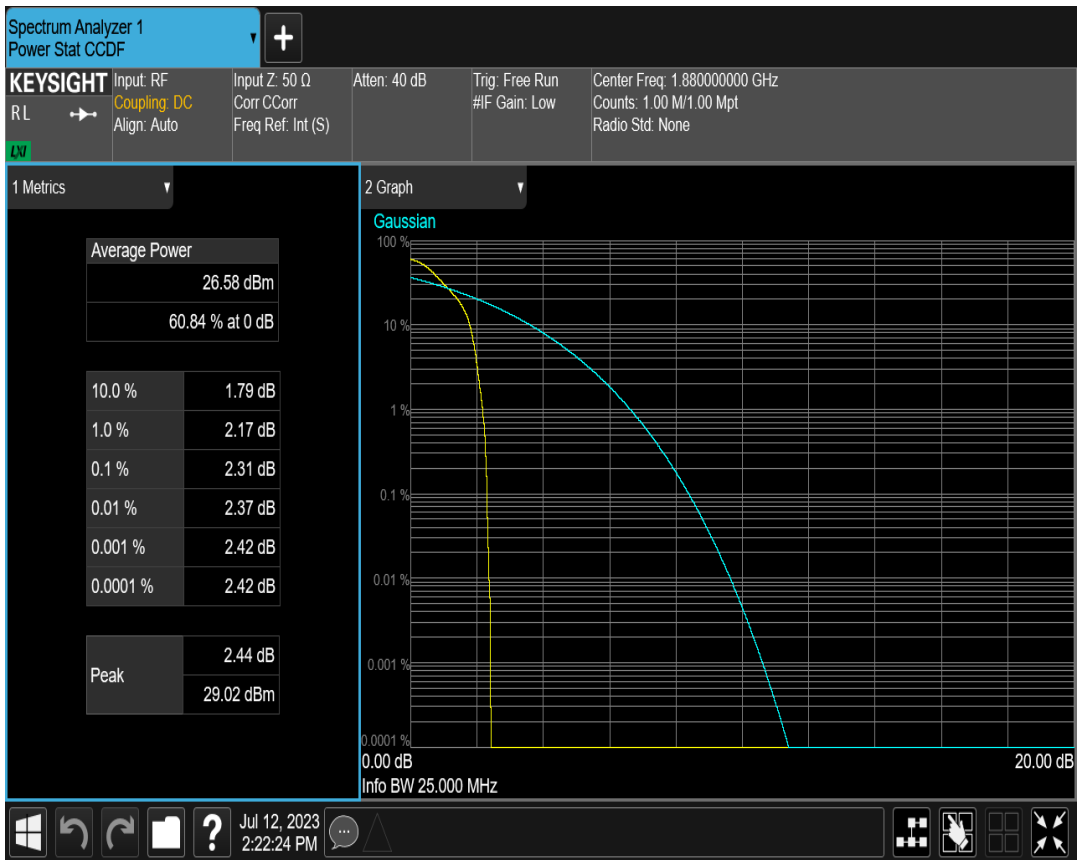 Spectrum Analyzer 1
Power Stat CCDF
KEYSIGHT
RL
LXI
Input: RF
Coupling: DC
Align: Auto
Input Z: 50 Ω
Corr CCorr
Freq Ref: Int (S)
Atten: 40 dB
Trig: Free Run
#IF Gain: Low
Center Freq: 1.880000000 GHz
Counts: 1.00 M/1.00 Mpt
Radio Std: None
1 Metrics
Average Power
26.58 dBm
60.84 % at 0 dB
10.0 % 1.79 dB
1.0 % 2.17 dB
0.1 % 2.31 dB
0.01 % 2.37 dB
0.001 % 2.42 dB
0.0001 % 2.42 dB
Peak
2.44 dB
29.02 dBm
2 Graph
Gaussian
100 %
10 %
1 %
0.1 %
0.01 %
0.001 %
0.0001 %
0.00 dB 20.00 dB
Info BW 25.000 MHz
Jul 12, 2023
2:22:24 PM